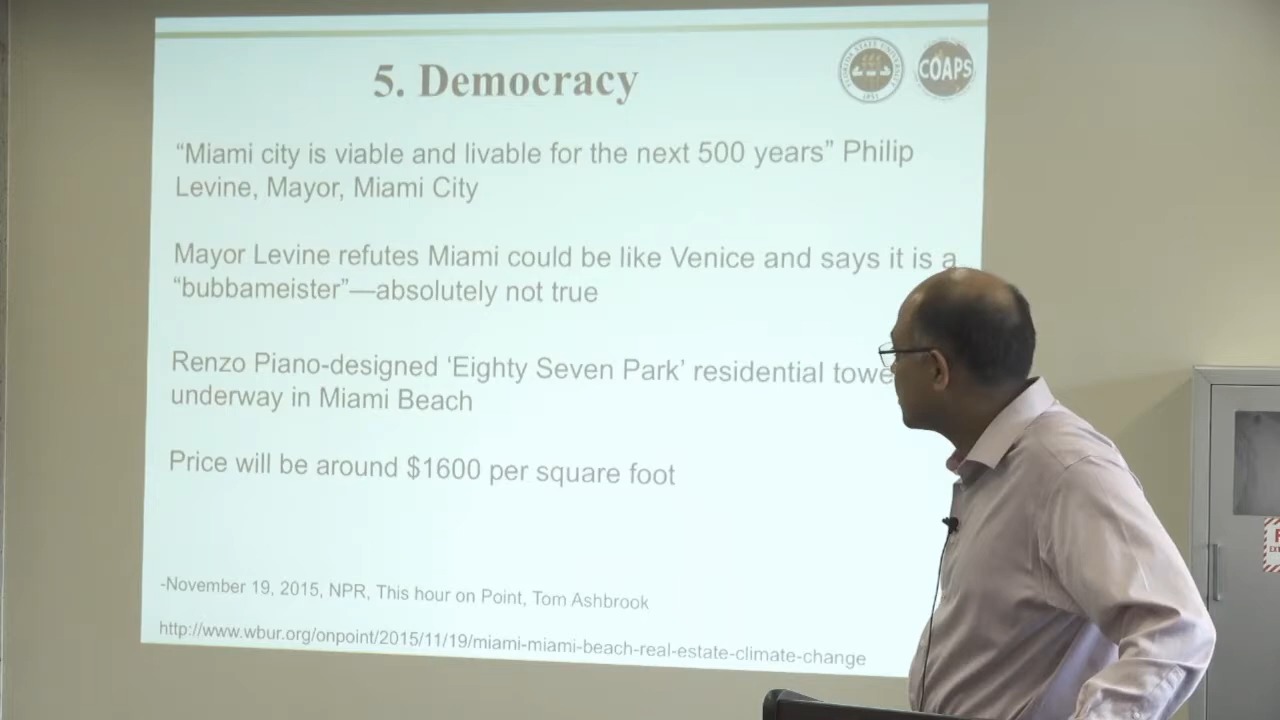 5. Democracy
FLORIDA STATE UNIVERSITY
1851
COAPS
“Miami city is viable and livable for the next 500 years” Philip
Levine, Mayor, Miami City
Mayor Levine refutes Miami could be like Venice and says it is a
“bubbameister”—absolutely not true
Renzo Piano-designed ‘Eighty Seven Park’ residential towe
underway in Miami Beach
Price will be around $1600 per square foot
-November 19, 2015, NPR, This hour on Point, Tom Ashbrook
http://www.wbur.org/onpoint/2015/11/19/miami-miami-beach-real-estate-climate-change